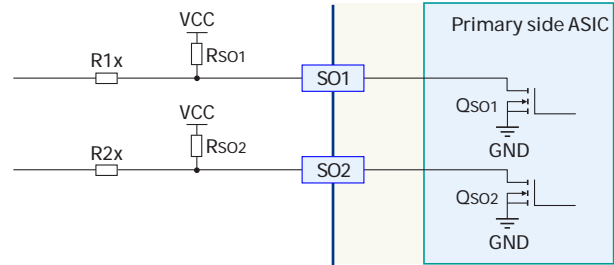 VCC
Primary side ASIC
R1x
RSO1
SO1
QSO1
VCC
GND
R2x
RSO2
SO2
QSO2
GND